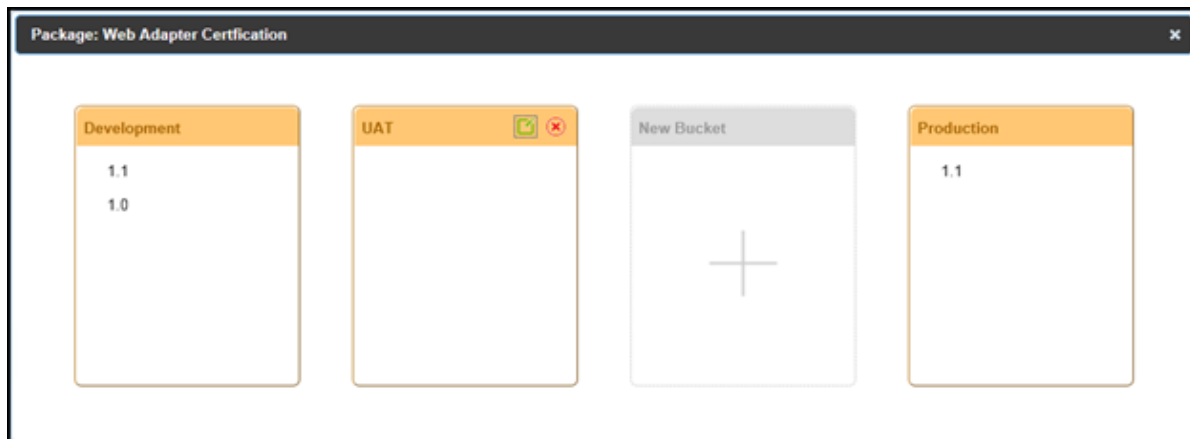 Package: Web Adapter Certfication
Development
1.1
1.0
UAT
New Bucket
Production
1.1